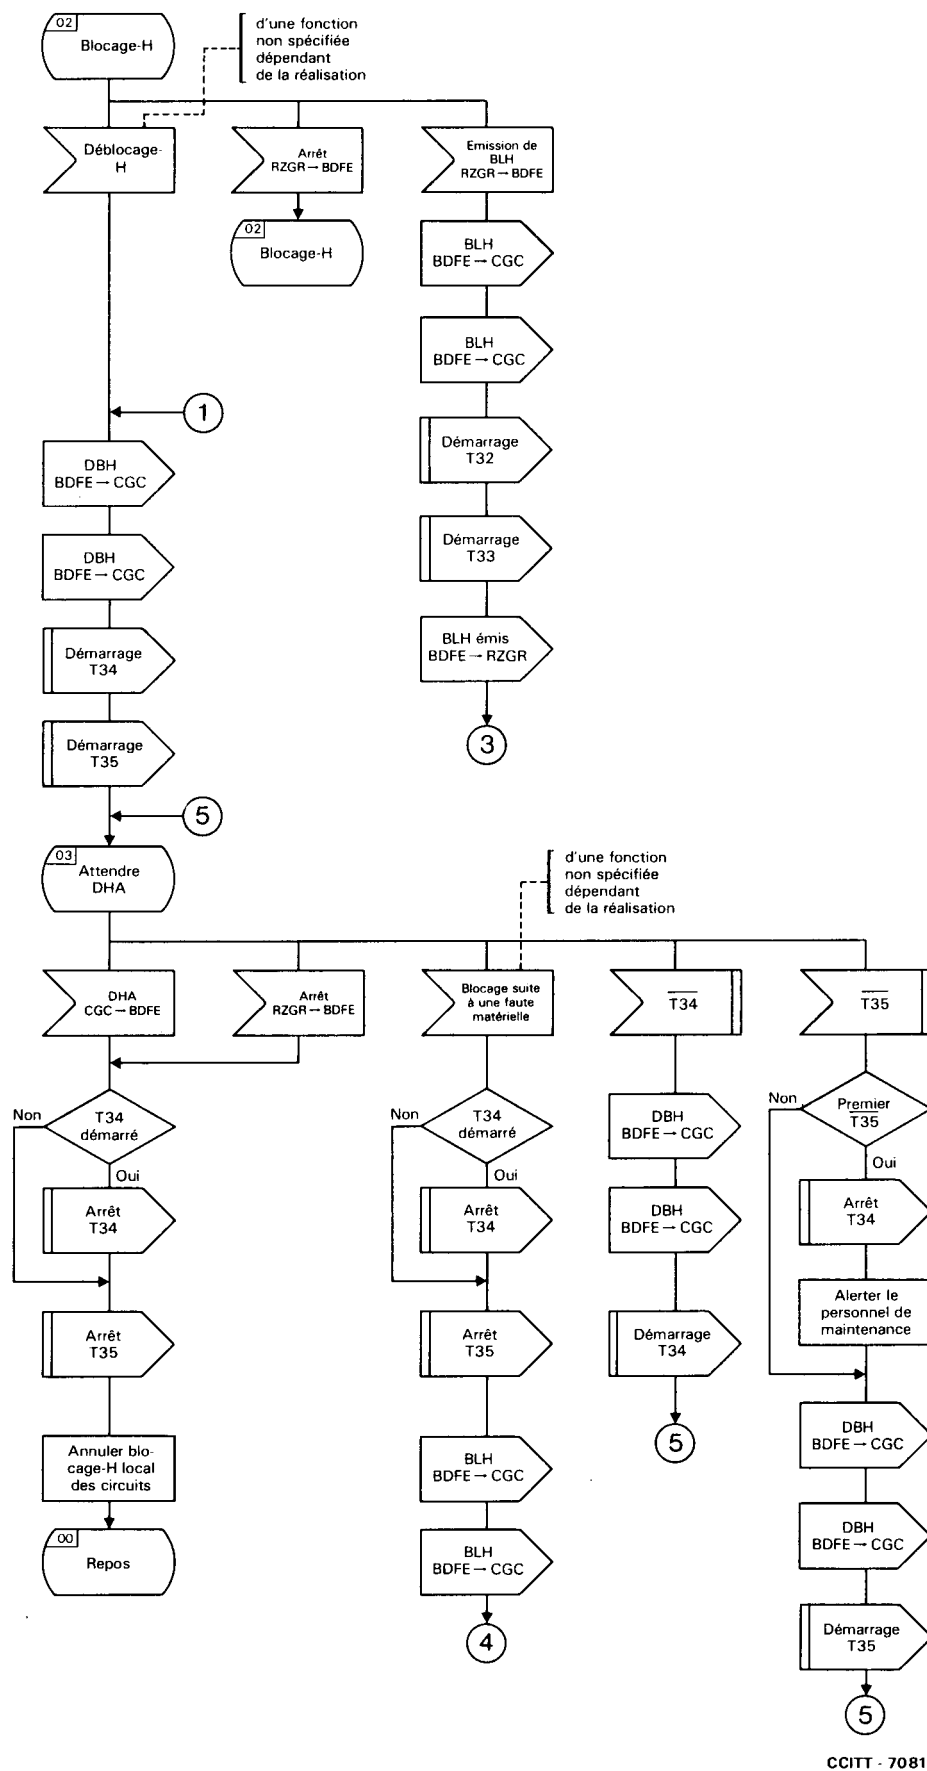 02
Blocage-H
d'une fonction
non spécifiée
dépendant
de la réalisation
Déblocage-
H
Arrêt
RZGR → BDFE
Emission de
BLH
RZGR → BDFE
02
Blocage-H
BLH
BDFE → CGC
BLH
BDFE → CGC
1
Démarrage
T32
DBH
BDFE → CGC
Démarrage
T33
DBH
BDFE → CGC
BLH émis
BDFE → RZGR
Démarrage
T34
3
Démarrage
T35
5
03
Attendre
DHA
d'une fonction
non spécifiée
dépendant
de la réalisation
DHA
CGC → BDFE
Arrêt
RZGR → BDFE
Blocage suite
à une faute
matérielle
T34
T35
Non
T34
démarré
Oui
Arrêt
T34
Arrêt
T35
Annuler blo-
cage-H local
des circuits
00
Repos
Non
T34
démarré
Oui
Arrêt
T34
Arrêt
T35
BLH
BDFE → CGC
BLH
BDFE → CGC
4
DBH
BDFE → CGC
DBH
BDFE → CGC
Démarrage
T34
5
Non
Premier
T35
Oui
Arrêt
T34
Alerter le
personnel de
maintenance
DBH
BDFE → CGC
DBH
BDFE → CGC
Démarrage
T35
5
CCITT - 7081